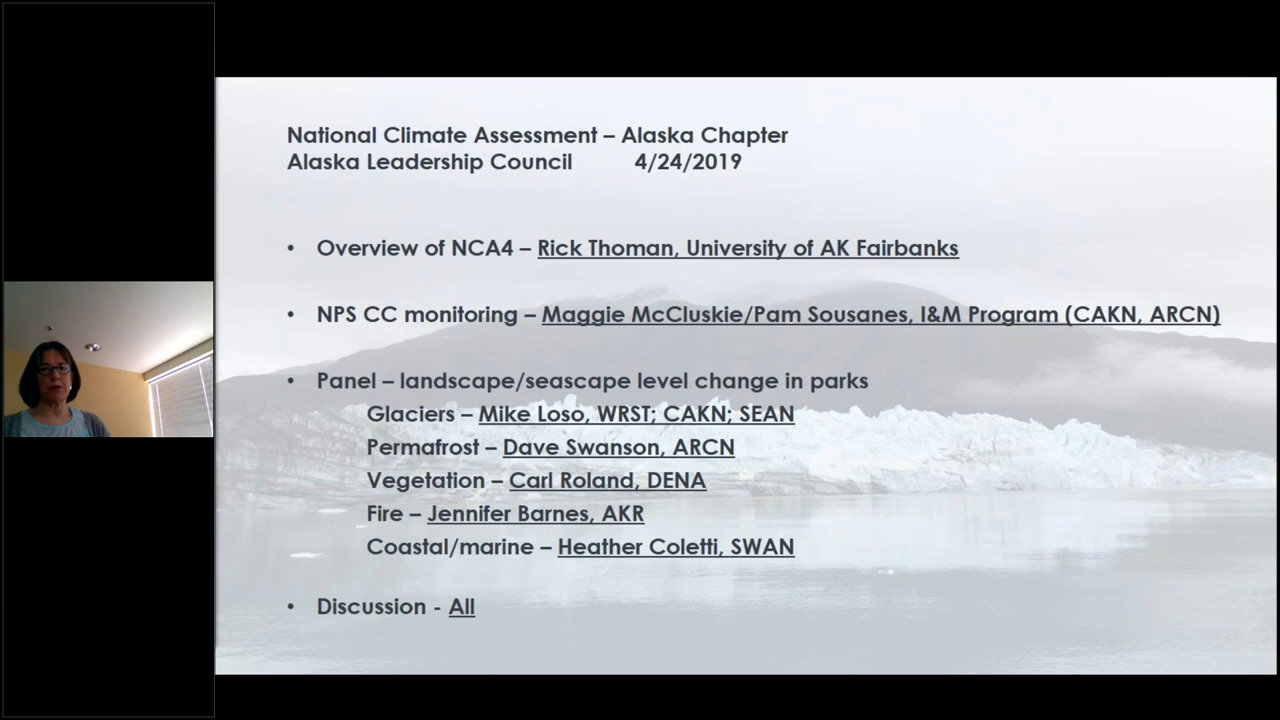 National Climate Assessment – Alaska Chapter
Alaska Leadership Council 4/24/2019
• Overview of NCA4 – Rick Thoman, University of AK Fairbanks
• NPS CC monitoring – Maggie McCluskie/Pam Sousanes, I&M Program (CAKN, ARCN)
• Panel – landscape/seascape level change in parks
Glaciers – Mike Loso, WRST; CAKN; SEAN
Permafrost – Dave Swanson, ARCN
Vegetation – Carl Roland, DENA
Fire – Jennifer Barnes, AKR
Coastal/marine – Heather Coletti, SWAN
• Discussion - All